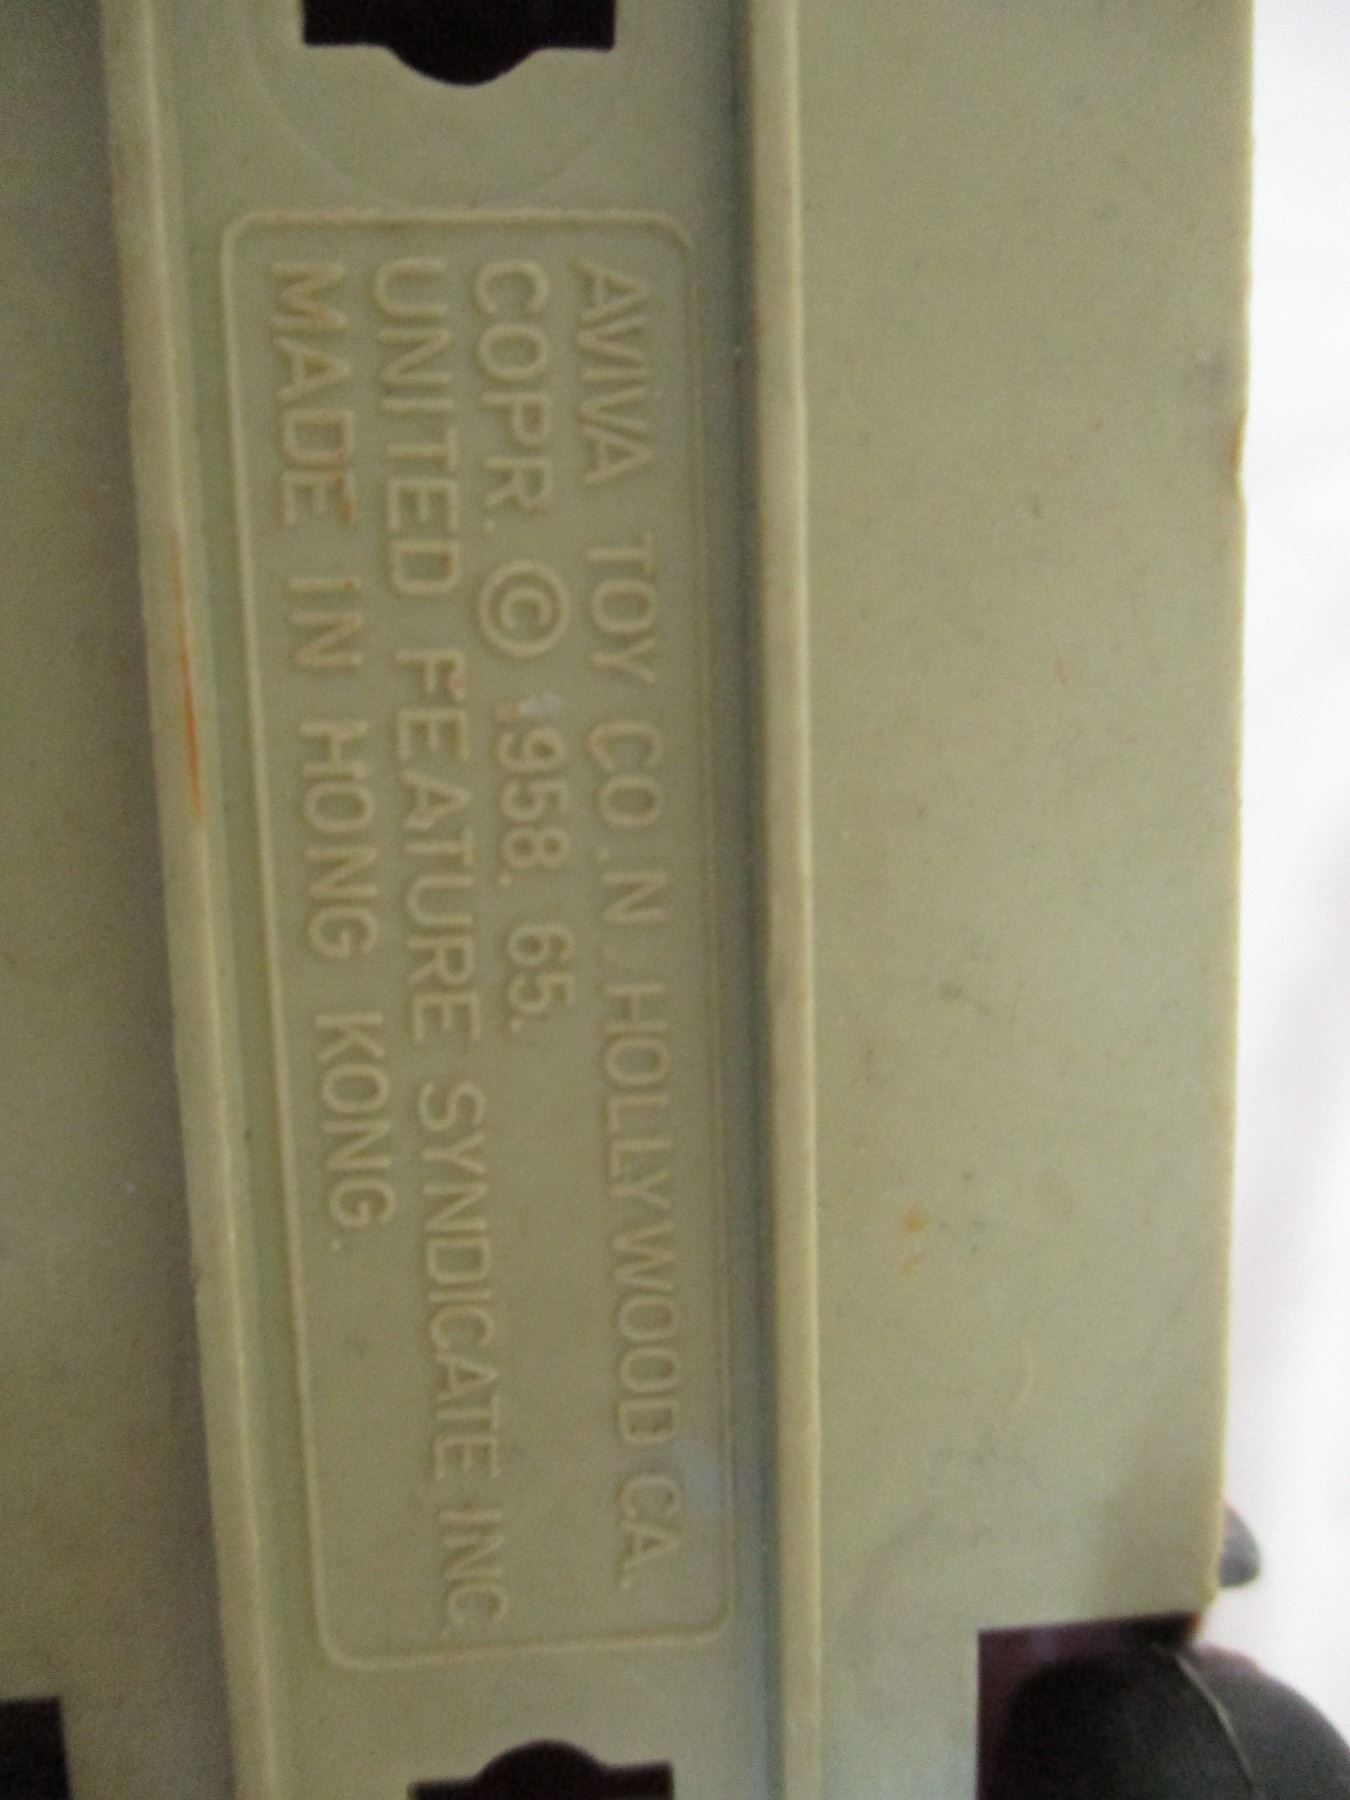 AVIVA TOY CO. N. HOLLYWOOD CA.
COPR. © 1958. 65.
UNITED FEATURE SYNDICATE INC
MADE IN HONG KONG.